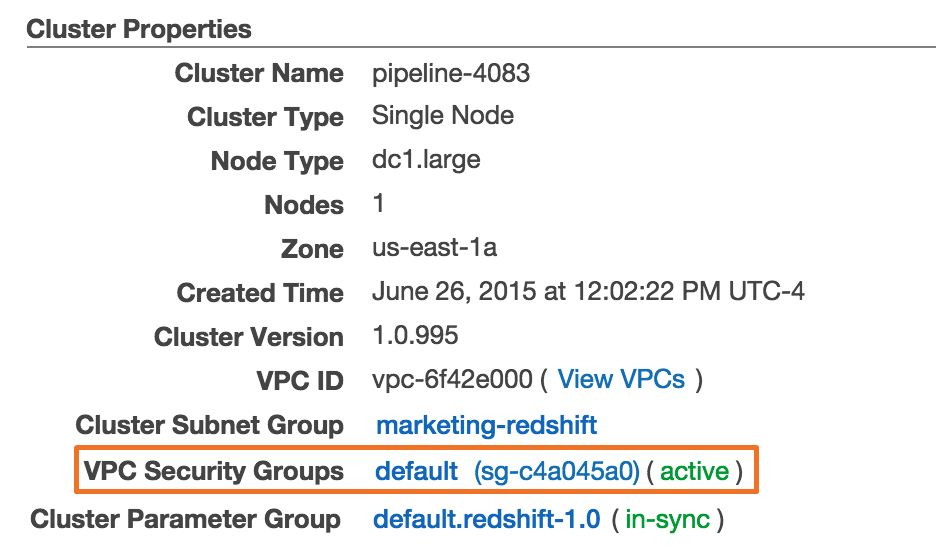 Cluster Properties
Cluster Name pipeline-4083
Cluster Type Single Node
Node Type dc1.large
Nodes 1
Zone us-east-1a
Created Time June 26, 2015 at 12:02:22 PM UTC-4
Cluster Version 1.0.995
VPC ID vpc-6f42e000 ( View VPCs )
Cluster Subnet Group marketing-redshift
VPC Security Groups default (sg-c4a045a0) ( active )
Cluster Parameter Group default.redshift-1.0 ( in-sync )